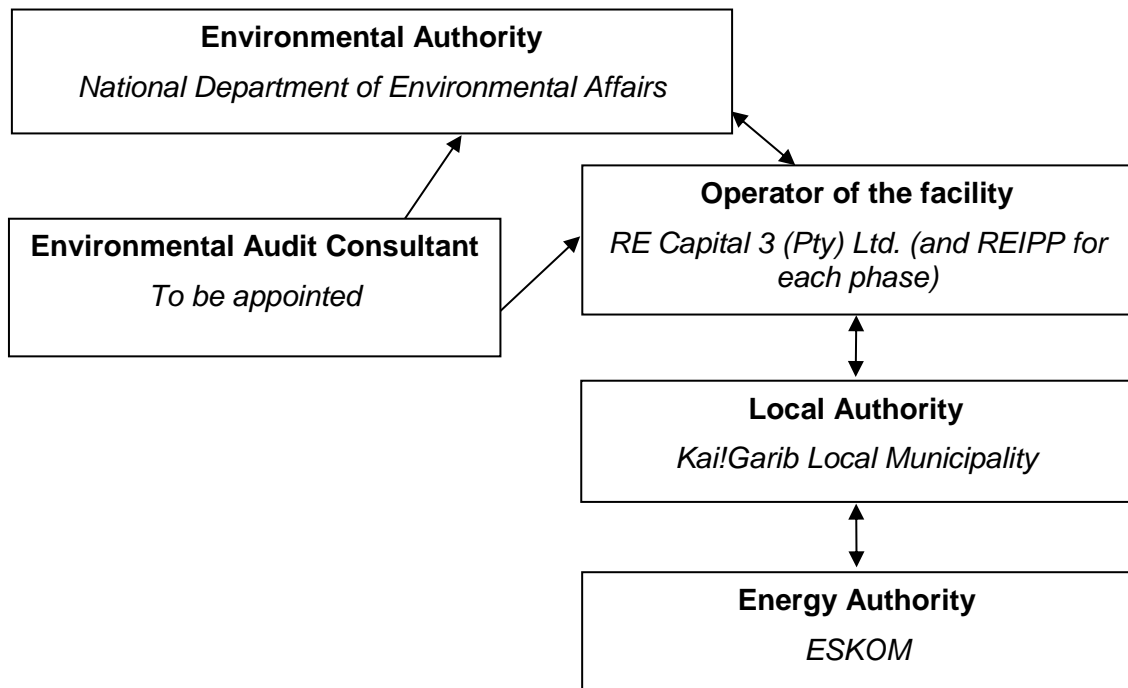 Environmental Authority
National Department of Environmental Affairs
Operator of the facility
RE Capital 3 (Pty) Ltd. (and REIPP for
each phase)
Environmental Audit Consultant
To be appointed
Local Authority
Kai!Garib Local Municipality
Energy Authority
ESKOM